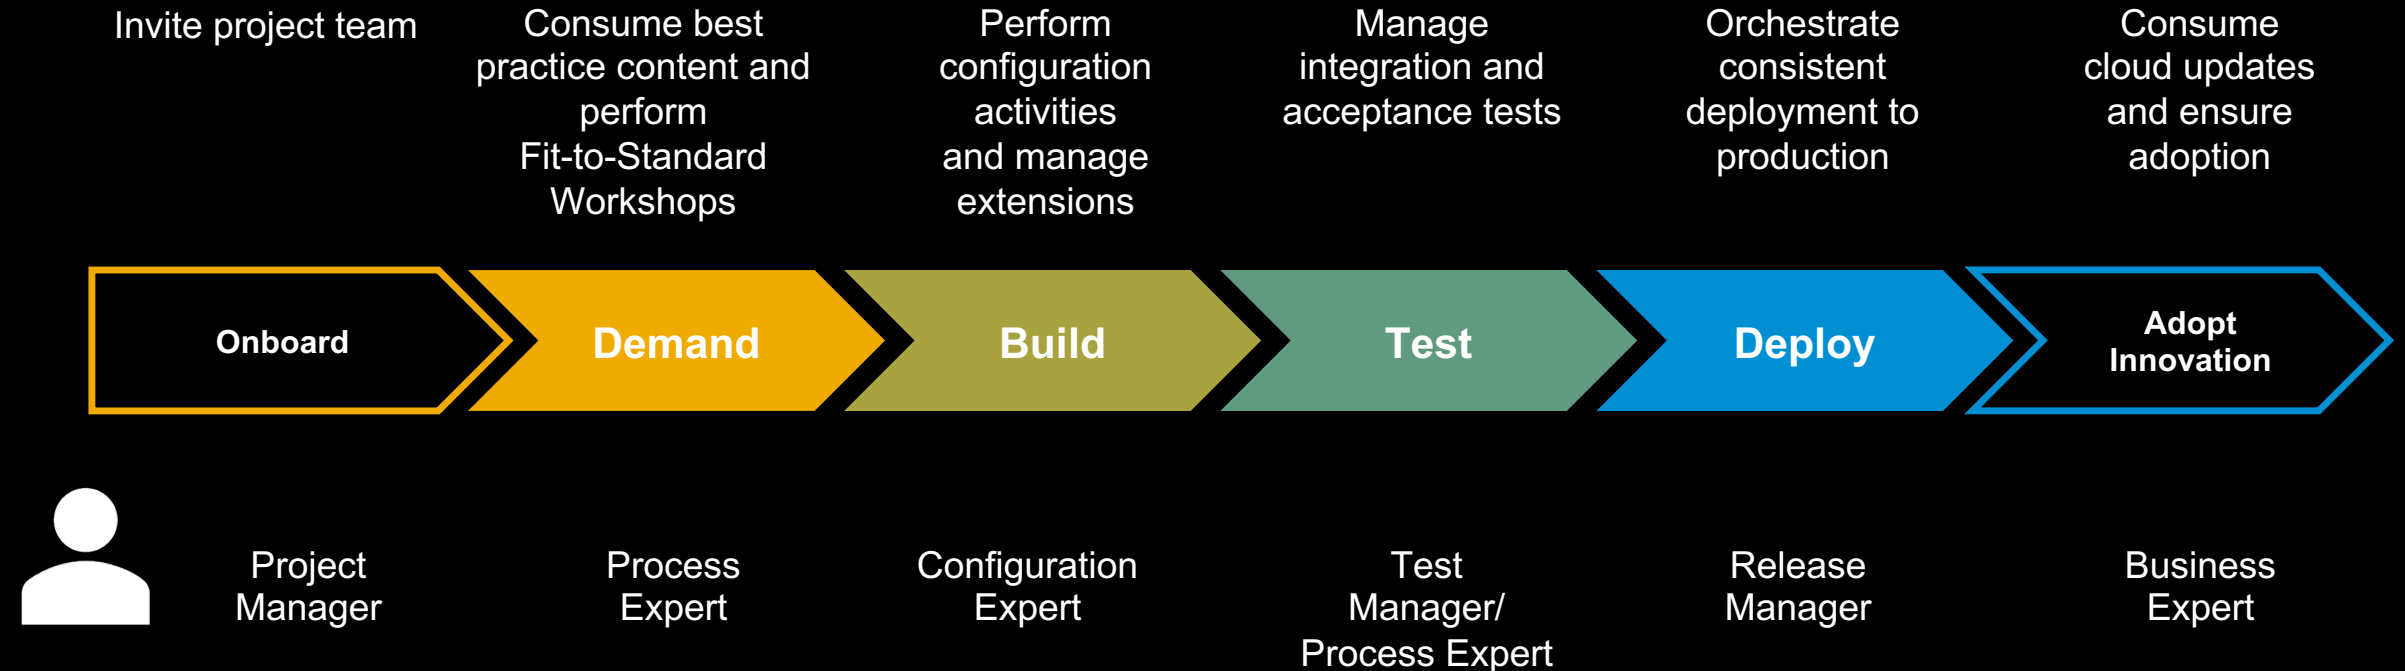 Invite project team
Consume best
practice content and
perform
Fit-to-Standard
Workshops
Perform
configuration
activities
and manage
extensions
Manage
integration and
acceptance tests
Orchestrate
consistent
deployment to
production
Consume
cloud updates
and ensure
adoption
Onboard
Demand
Build
Test
Deploy
Adopt
Innovation
Project
Manager
Process
Expert
Configuration
Expert
Test
Manager/
Process Expert
Release
Manager
Business
Expert